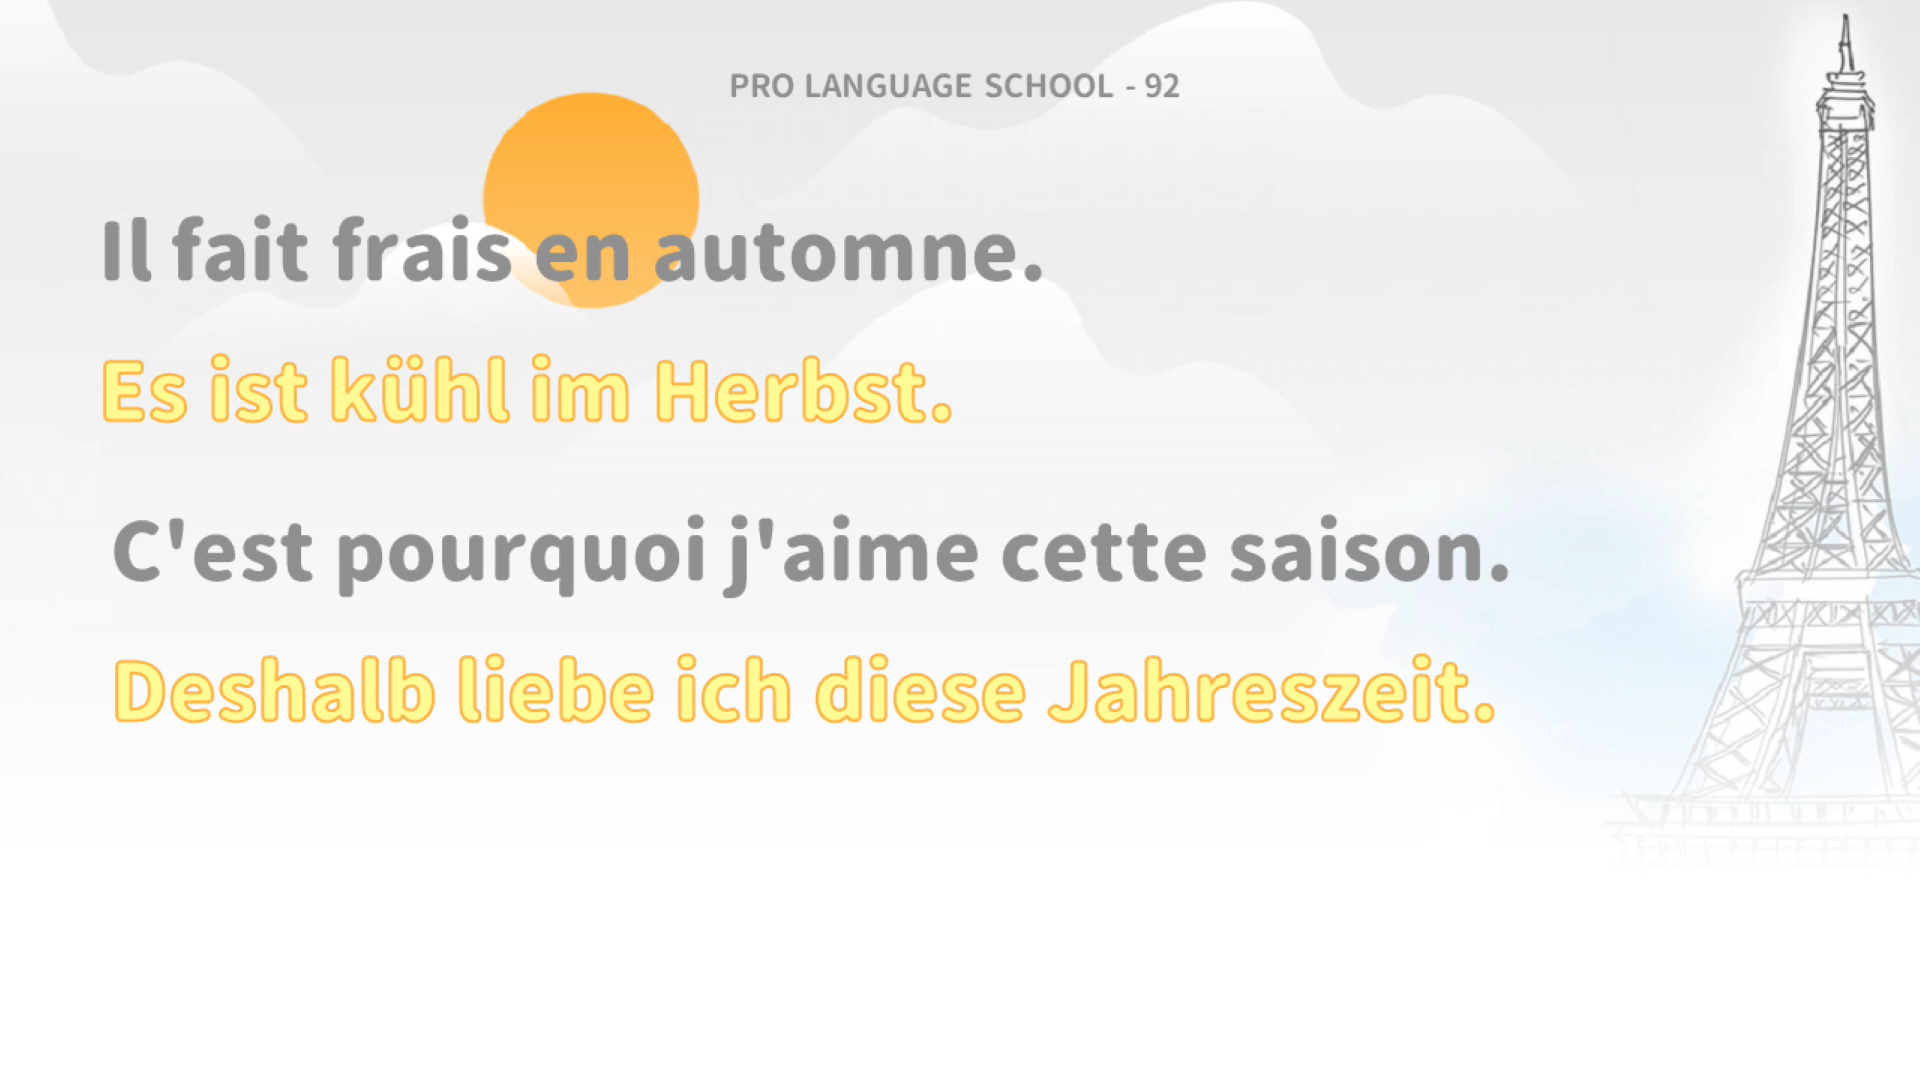 PRO LANGUAGE SCHOOL - 92
Il fait frais en automne.
Es ist kühl im Herbst.
C'est pourquoi j'aime cette saison.
Deshalb liebe ich diese Jahreszeit.